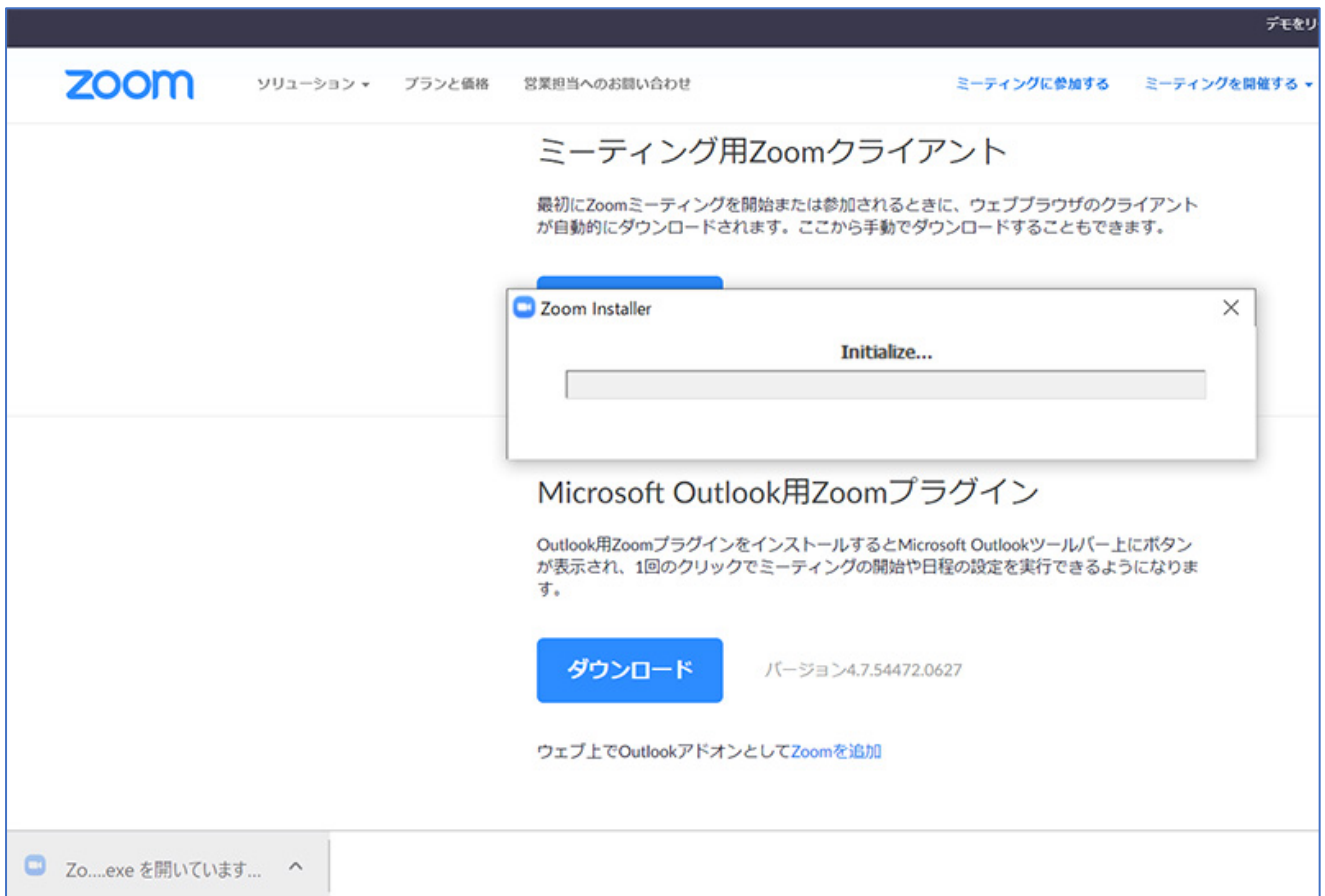 デモをリ
zoom
ソリューション
プランと価格
営業担当へのお問い合わせ
ミーティングに参加する
ミーティングを開催する
ミーティング用Zoomクライアント
最初にZoomミーティングを開始または参加されるときに、ウェブブラウザのクライアント
が自動的にダウンロードされます。ここから手動でダウンロードすることもできます。
Zoom Installer
Initialize...
Microsoft Outlook用Zoomプラグイン
Outlook用ZoomプラグインをインストールするとMicrosoft Outlookツールバー上にボタン
が表示され、1回のクリックでミーティングの開始や日程の設定を実行できるようになりま
す。
ダウンロード
バージョン4.7.54472.0627
ウェブ上でOutlookアドオンとしてZoomを追加
Zo....exe を開いています...